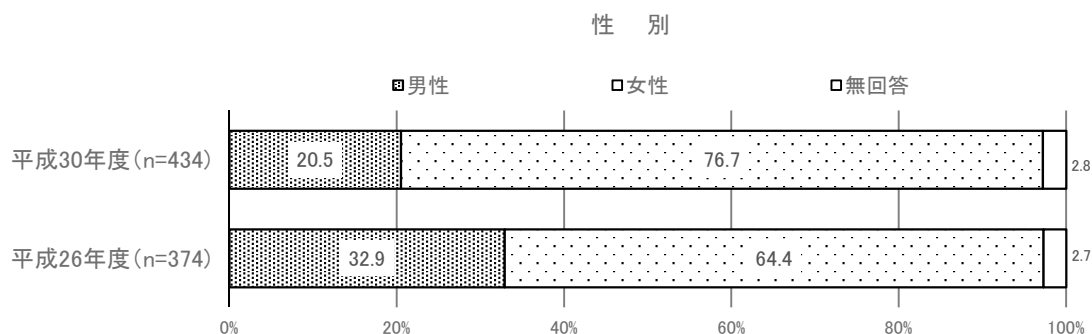 性 別
男性 女性 無回答
平成30年度(n=434) 20.5 76.7 2.8
平成26年度(n=374) 32.9 64.4 2.7
0% 20% 40% 60% 80% 100%